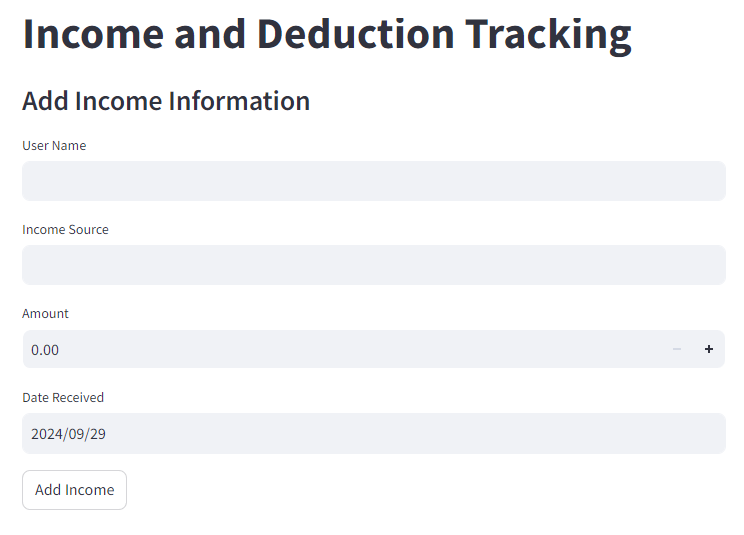 Income and Deduction Tracking
Add Income Information
User Name
Income Source
Amount
0.00
Date Received
2024/09/29
Add Income